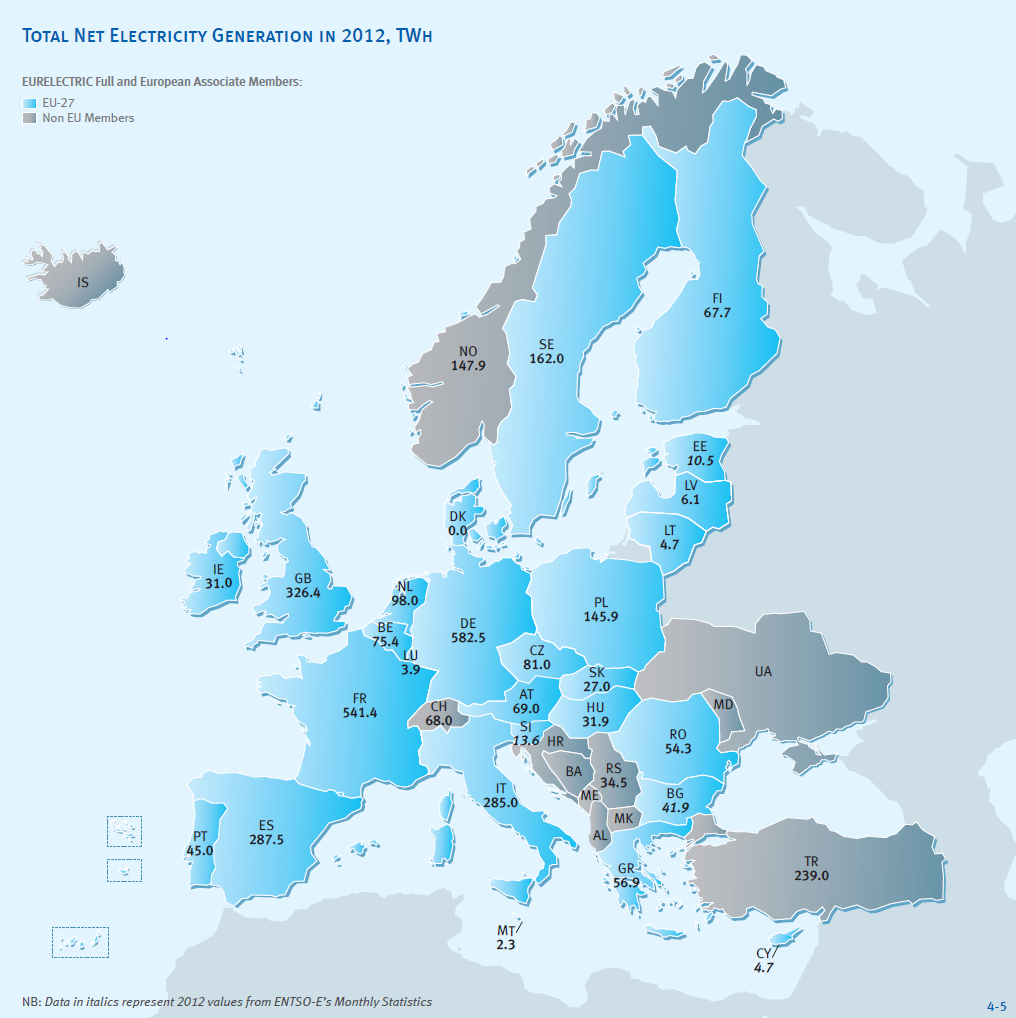 TOTAL NET ELECTRICITY GENERATION IN 2012, TWH
EURELECTRIC Full and European Associate Members:
EU-27
Non EU Members
IS
FI
67.7
SE
162.0
NO
147.9
EE
10.5
LV
6.1
DK
0.0
LT
4.7
IE
31.0
GB
326.4
NL
98.0
DE
582.5
PL
145.9
BE
75.4
LU
3.9
CZ
81.0
SK
27.0
UA
FR
541.4
CH
68.0
AT
69.0
HU
31.9
MD
SI
13.6
HR
RO
54.3
BA
RS
34.5
IT
285.0
ME
BG
41.9
MK
AL
PT
45.0
ES
287.5
GR
56.9
TR
239.0
MT
2.3
CY
4.7
NB: Data in italics represent 2012 values from ENTSO-E's Monthly Statistics
4-5